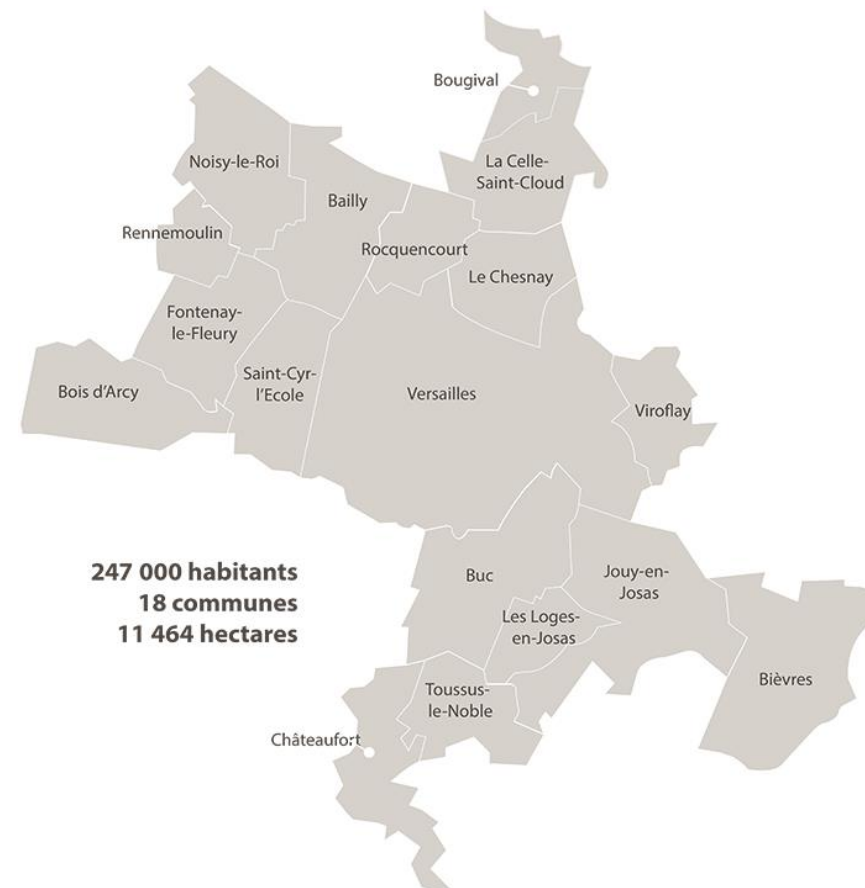 Bougival
Noisy-le-Roi
La Celle-
Saint-Cloud
Bailly
Rennemoulin
Rocquencourt
Le Chesnay
Fontenay-
le-Fleury
Saint-Cyr-
l'Ecole
Bois d'Arcy
Versailles
Viroflay
247 000 habitants
18 communes
11 464 hectares
Buc
Jouy-en-
Josas
Les Loges-
en-Josas
Bièvres
Toussus-
le-Noble
Châteaufort